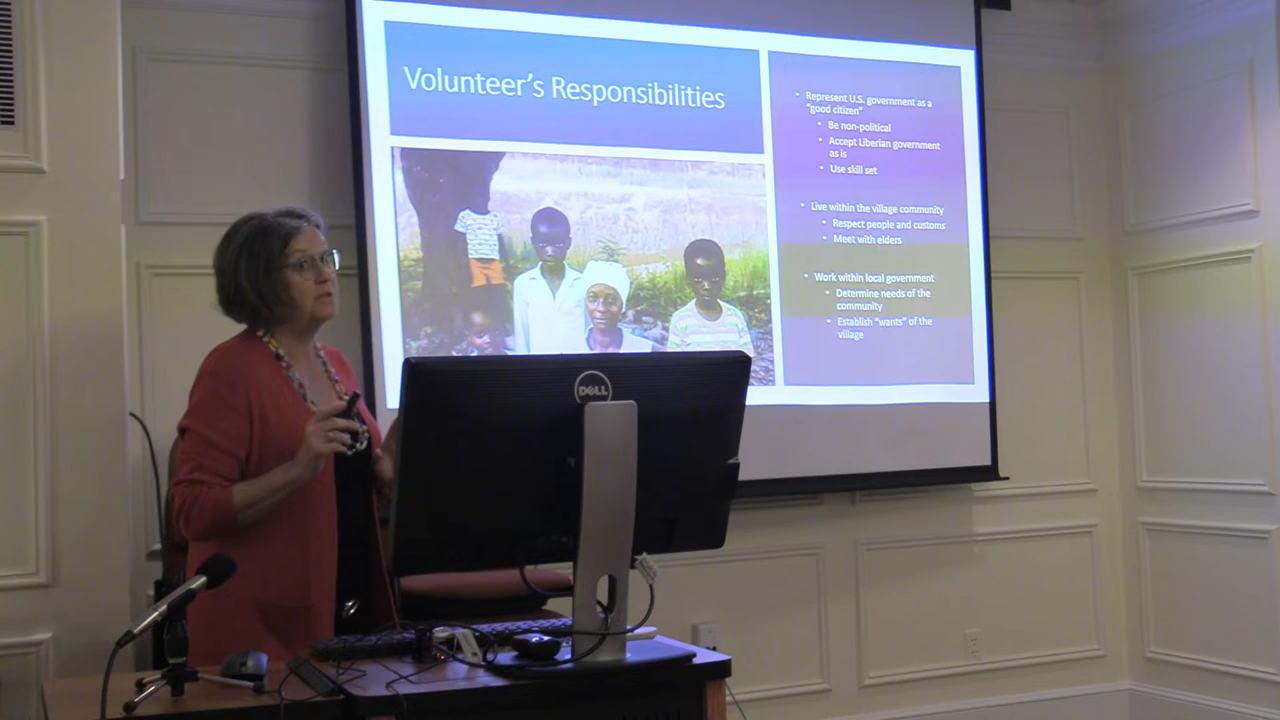 Volunteer's Responsibilities
• Represent U.S. government as a
"good citizen"
• Be non-political
• Accept Liberian government
as is
• Use skill set
• Live within the village community
• Respect people and customs
• Meet with elders
• Work within local government
• Determine needs of the
community
• Establish "wants" of the
village
DELL